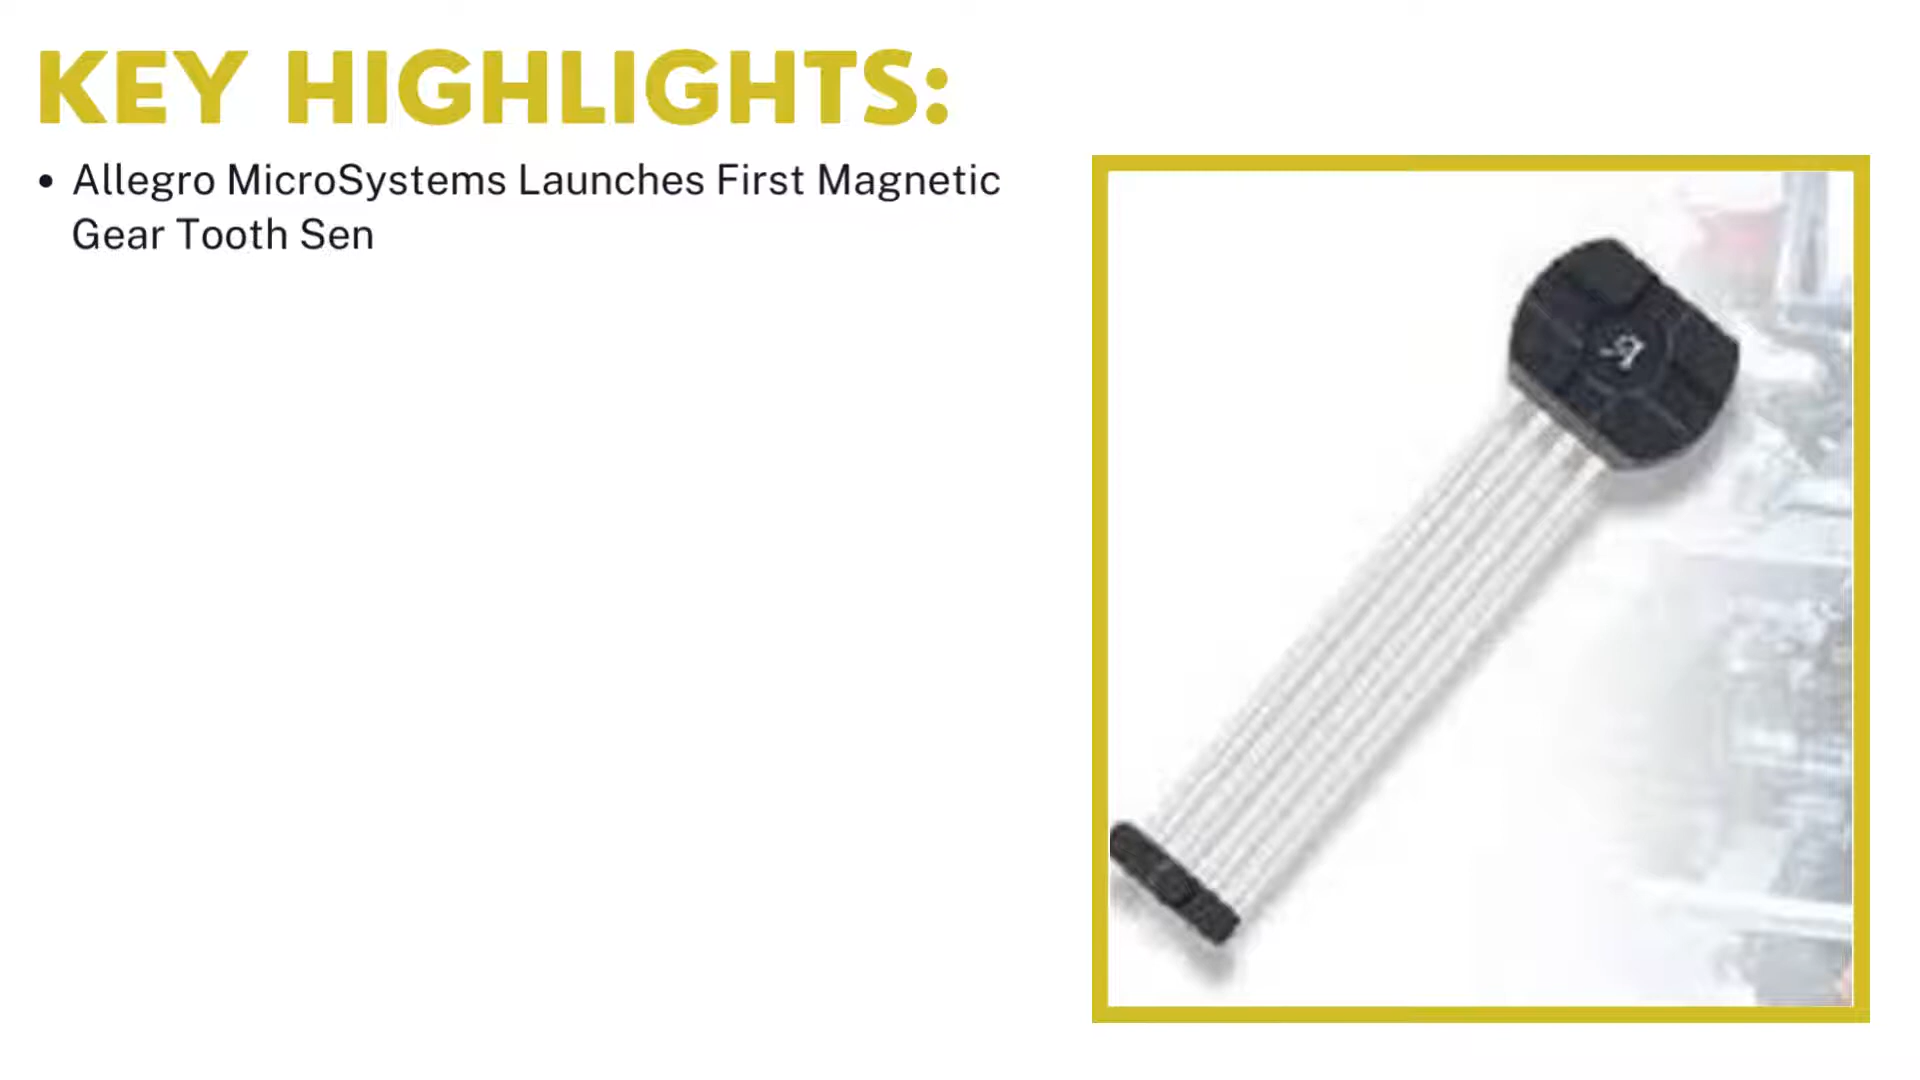 KEY HIGHLIGHTS:
• Allegro MicroSystems Launches First Magnetic
Gear Tooth Sen